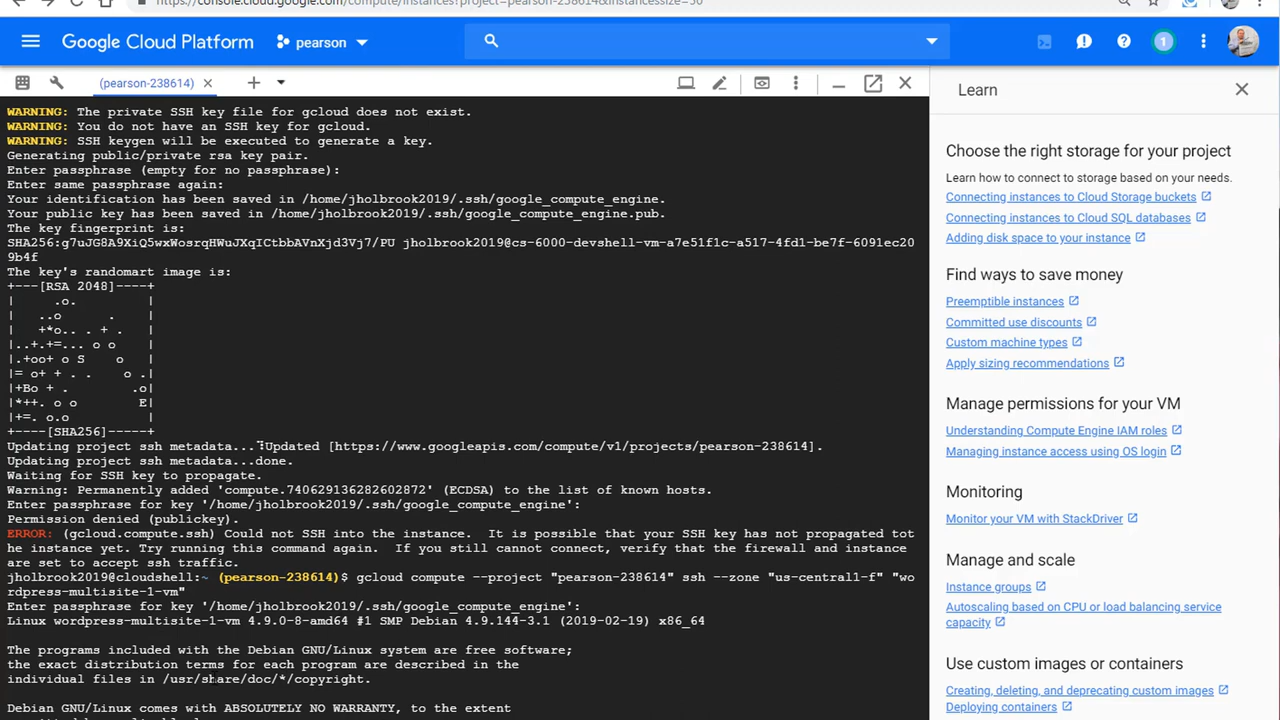 https://console.cloud.google.com/compute/instances?project=pearson-238614&instancessize=50
Google Cloud Platform
pearson
1
(pearson-238614)
WARNING: The private SSH key file for gcloud does not exist.
WARNING: You do not have an SSH key for gcloud.
WARNING: SSH keygen will be executed to generate a key.
Generating public/private rsa key pair.
Enter passphrase (empty for no passphrase):
Enter same passphrase again:
Your identification has been saved in /home/jholbrook2019/.ssh/google_compute_engine.
Your public key has been saved in /home/jholbrook2019/.ssh/google_compute_engine.pub.
The key fingerprint is:
SHA256:g7uJG8A9XiQ5wxWosrqHWuJXqICtbbAVnXjd3Vj7/PU jholbrook2019@cs-6000-devshell-vm-a7e51f1c-a517-4fd1-be7f-6091ec20
9b4f
The key's randomart image is:
+---[RSA 2048]----+
|      .o.        |
|     ..o      .  |
|    +*o.. . + .  |
|..+.+=... o o    |
|.+oo+ o S    o   |
|= o+ + . .    o .|
|+Bo + .        .o|
|*++. o o        E|
|+=. o.o          |
+----[SHA256]-----+
Updating project ssh metadata...⠹Updated [https://www.googleapis.com/compute/v1/projects/pearson-238614].
Updating project ssh metadata...done.
Waiting for SSH key to propagate.
Warning: Permanently added 'compute.740629136282602872' (ECDSA) to the list of known hosts.
Enter passphrase for key '/home/jholbrook2019/.ssh/google_compute_engine':
Permission denied (publickey).
ERROR: (gcloud.compute.ssh) Could not SSH into the instance.  It is possible that your SSH key has not propagated tot
he instance yet. Try running this command again.  If you still cannot connect, verify that the firewall and instance
are set to accept ssh traffic.
jholbrook2019@cloudshell:~ (pearson-238614)$ gcloud compute --project "pearson-238614" ssh --zone "us-central1-f" "wo
rdpress-multisite-1-vm"
Enter passphrase for key '/home/jholbrook2019/.ssh/google_compute_engine':
Linux wordpress-multisite-1-vm 4.9.0-8-amd64 #1 SMP Debian 4.9.144-3.1 (2019-02-19) x86_64
The programs included with the Debian GNU/Linux system are free software;
the exact distribution terms for each program are described in the
individual files in /usr/share/doc/*/copyright.
Debian GNU/Linux comes with ABSOLUTELY NO WARRANTY, to the extent
Learn
Choose the right storage for your project
Learn how to connect to storage based on your needs.
Connecting instances to Cloud Storage buckets
Connecting instances to Cloud SQL databases
Adding disk space to your instance
Find ways to save money
Preemptible instances
Committed use discounts
Custom machine types
Apply sizing recommendations
Manage permissions for your VM
Understanding Compute Engine IAM roles
Managing instance access using OS login
Monitoring
Monitor your VM with StackDriver
Manage and scale
Instance groups
Autoscaling based on CPU or load balancing service
capacity
Use custom images or containers
Creating, deleting, and deprecating custom images
Deploying containers